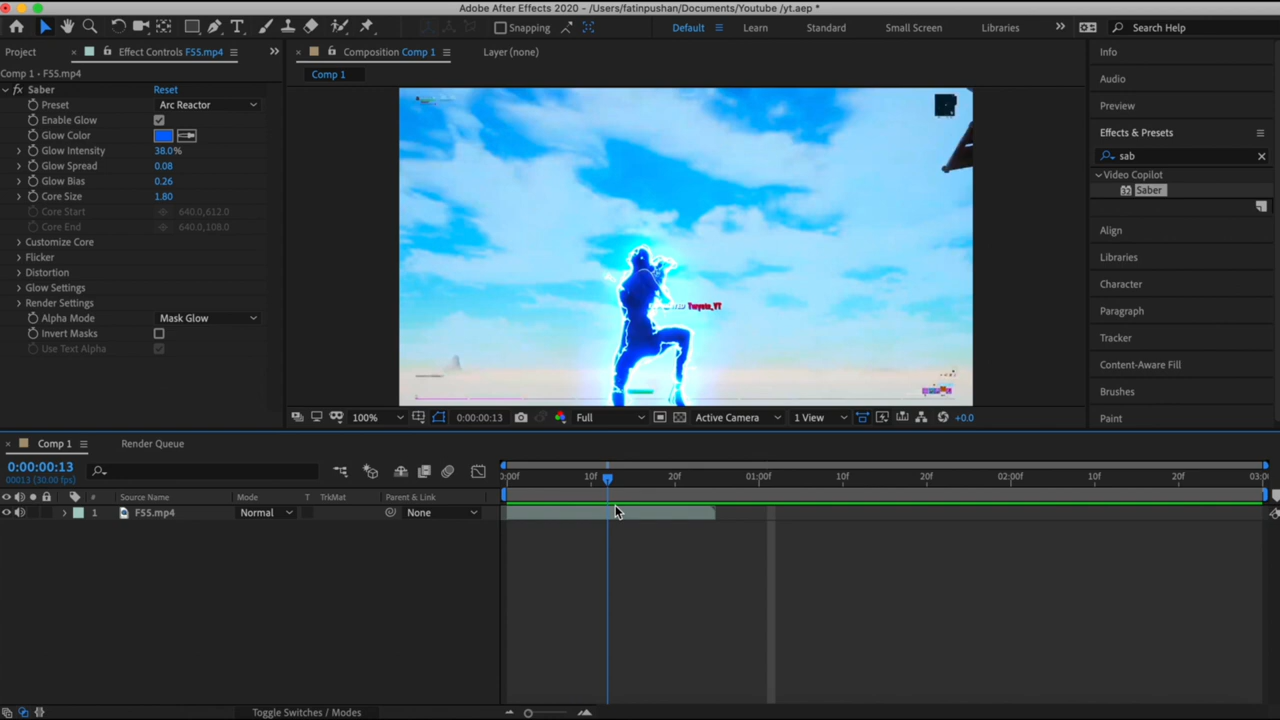 Adobe After Effects 2020 - /Users/fatinpushan/Documents/Youtube /yt.aep *
Snapping
Default
Learn
Standard
Small Screen
Libraries
Search Help
Project
Effect Controls F55.mp4
Composition Comp 1
Layer (none)
Info
Comp 1 • F55.mp4
Comp 1
Audio
fx Saber
Reset
Preset
Arc Reactor
Preview
Enable Glow
Glow Color
Effects & Presets
Glow Intensity
38.0%
sab
Glow Spread
0.08
Video Copilot
Glow Bias
0.26
Saber
Core Size
1.80
Core Start
640.0,612.0
Core End
640.0,108.0
Align
Customize Core
Flicker
Libraries
Distortion
Character
Glow Settings
Render Settings
Paragraph
Alpha Mode
Mask Glow
Invert Masks
Tracker
Use Text Alpha
Content-Aware Fill
Brushes
100%
0:00:00:13
Full
Active Camera
1 View
+0.0
Paint
Comp 1
Render Queue
0:00:00:13
00013 (30.00 fps)
0:00f
10f
20f
01:00f
10f
20f
02:00f
10f
20f
03:0
#
Source Name
Mode
T
TrkMat
Parent & Link
1
F55.mp4
Normal
None
Toggle Switches / Modes